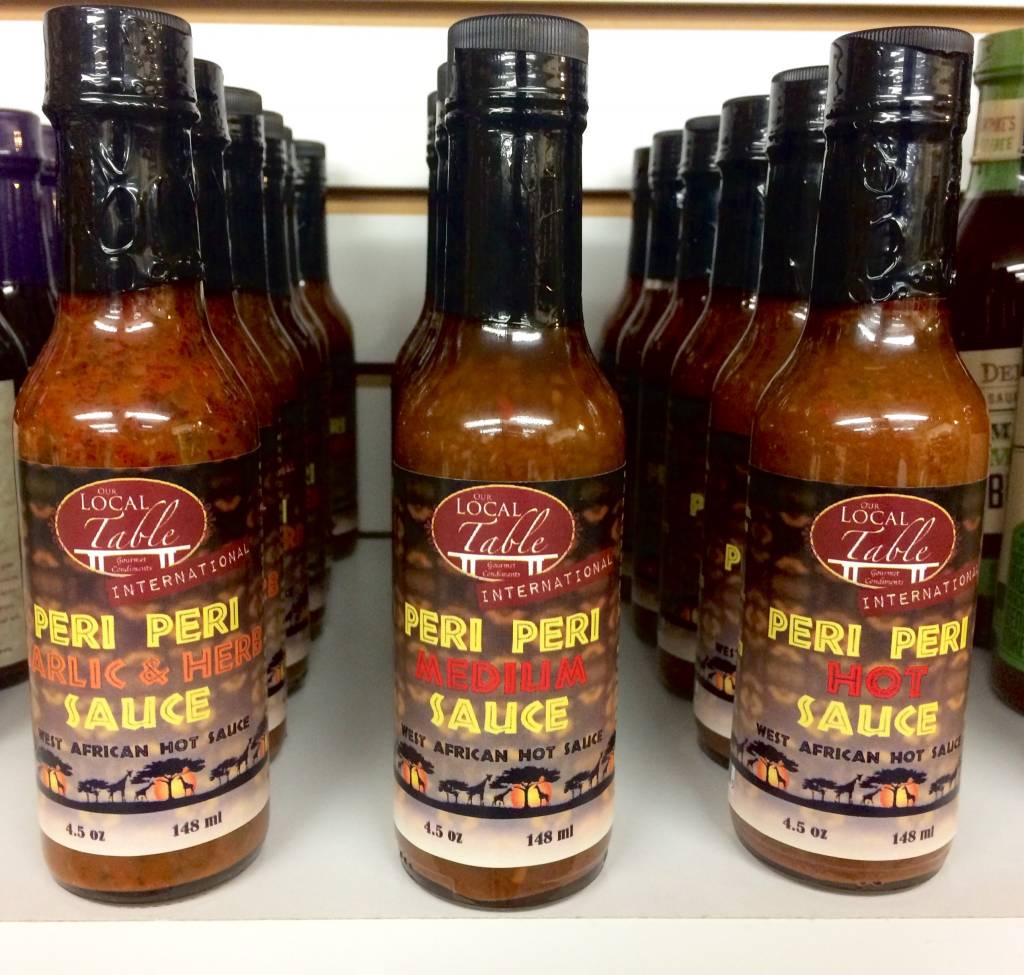 OUR
LOCAL
Table
Gourmet
Condiments
INTERNATIONAL
PERI PERI
ARLIC & HERB
SAUCE
WEST AFRICAN HOT SAUCE
4.5 oz 148 ml
OUR
LOCAL
Table
Gourmet
Condiments
INTERNATIONAL
PERI PERI
MEDIUM
SAUCE
WEST AFRICAN HOT SAUCE
4.5 oz 148 ml
OUR
LOCAL
Table
Gourmet
Condiments
INTERNATIONAL
PERI PERI
HOT
SAUCE
WEST AFRICAN HOT SAUCE
4.5 oz 148 ml